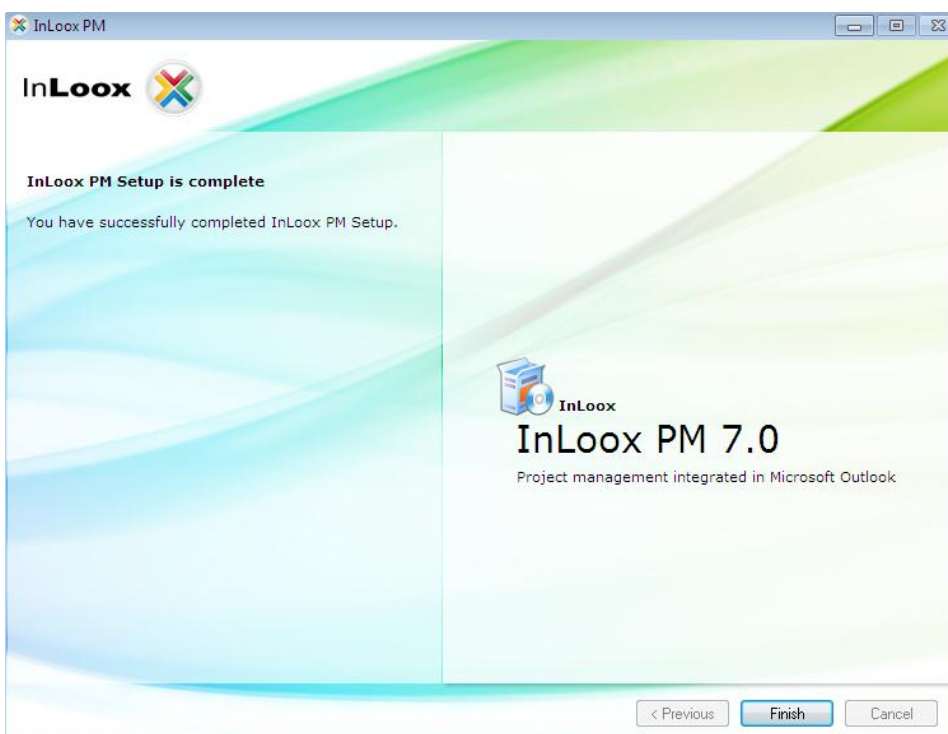 InLoox PM
InLoox
InLoox PM Setup is complete
You have successfully completed InLoox PM Setup.
InLoox
InLoox PM 7.0
Project management integrated in Microsoft Outlook
< Previous
Finish
Cancel